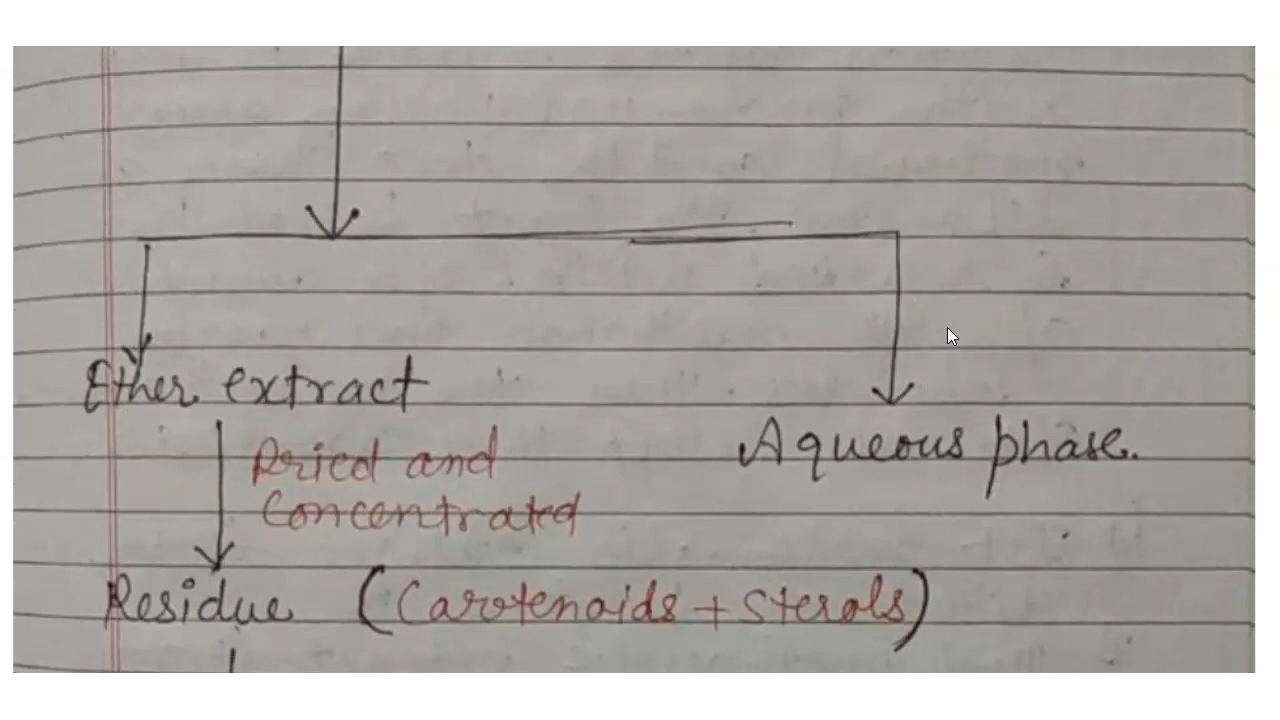 Ether extract
Aqueous phase.
Dried and
Concentrated
Residue (Carotenoids + Sterols)